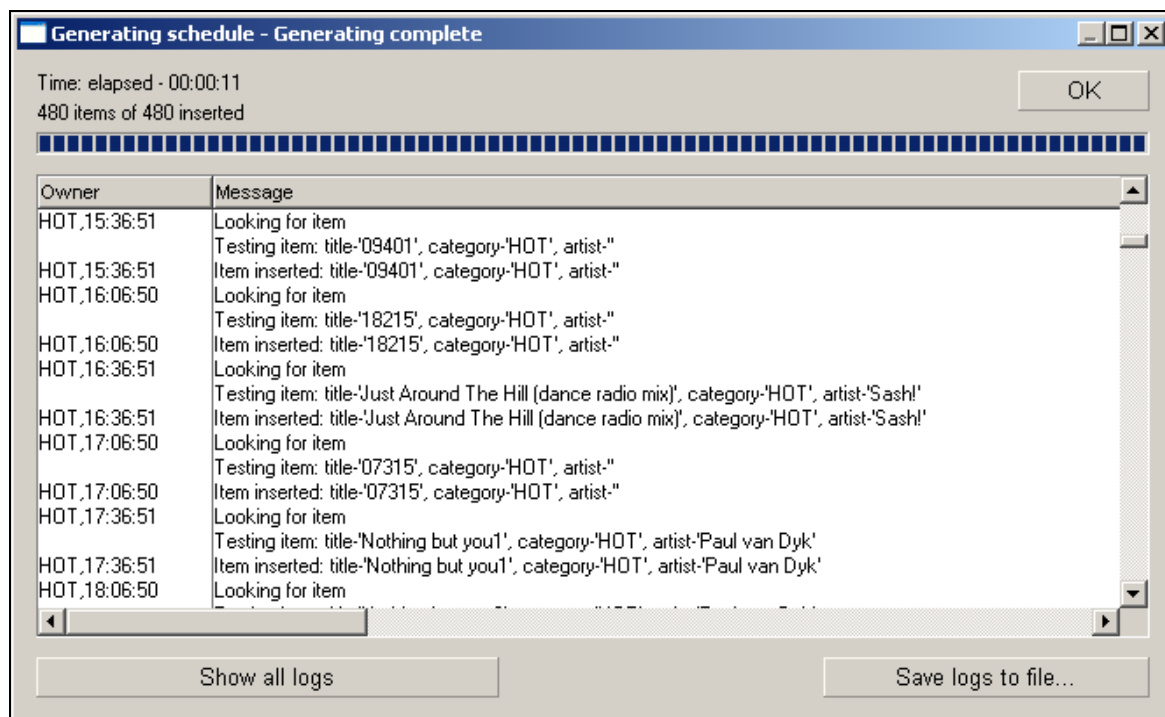 Generating schedule - Generating complete
Time: elapsed - 00:00:11
OK
480 items of 480 inserted
Owner Message
HOT,15:36:51 Looking for item
Testing item: title-'09401', category-'HOT', artist-''
HOT,15:36:51 Item inserted: title-'09401', category-'HOT', artist-''
HOT,16:06:50 Looking for item
Testing item: title-'18215', category-'HOT', artist-''
HOT,16:06:50 Item inserted: title-'18215', category-'HOT', artist-''
HOT,16:36:51 Looking for item
Testing item: title-'Just Around The Hill (dance radio mix)', category-'HOT', artist-'Sash!'
HOT,16:36:51 Item inserted: title-'Just Around The Hill (dance radio mix)', category-'HOT', artist-'Sash!'
HOT,17:06:50 Looking for item
Testing item: title-'07315', category-'HOT', artist-''
HOT,17:06:50 Item inserted: title-'07315', category-'HOT', artist-''
HOT,17:36:51 Looking for item
Testing item: title-'Nothing but you1', category-'HOT', artist-'Paul van Dyk'
HOT,17:36:51 Item inserted: title-'Nothing but you1', category-'HOT', artist-'Paul van Dyk'
HOT,18:06:50 Looking for item
Show all logs Save logs to file...